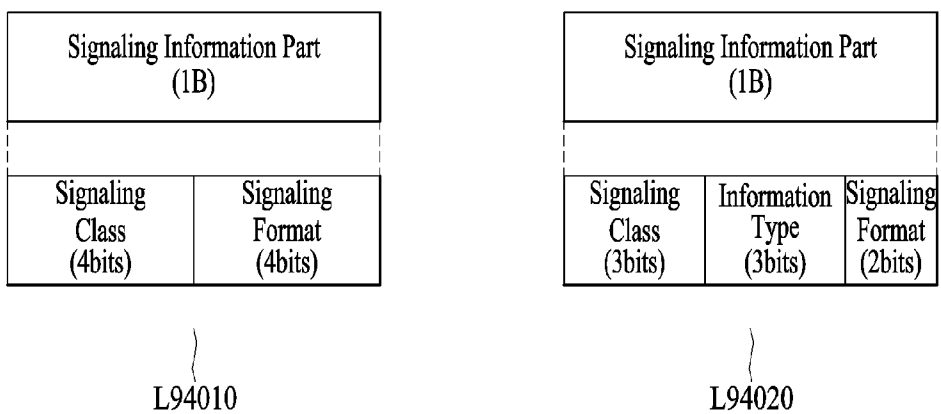 Signaling Information Part
(1B)
Signaling
Class
(4bits)
Signaling
Format
(4bits)
L94010
Signaling Information Part
(1B)
Signaling
Class
(3bits)
Information
Type
(3bits)
Signaling
Format
(2bits)
L94020